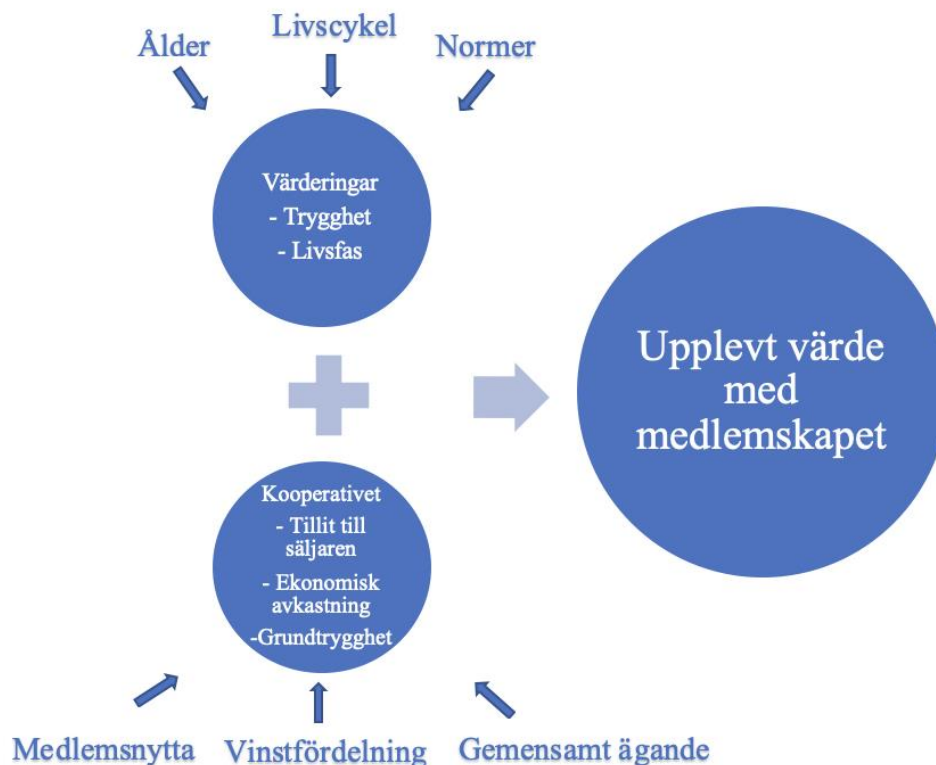 Ålder
Livscykel
Normer
Värderingar
- Trygghet
- Livsfas
Upplevt värde
med
medlemskapet
Kooperativet
- Tillit till
säljaren
- Ekonomisk
avkastning
-Grundtrygghet
Medlemsnytta
Vinstfördelning
Gemensamt ägande